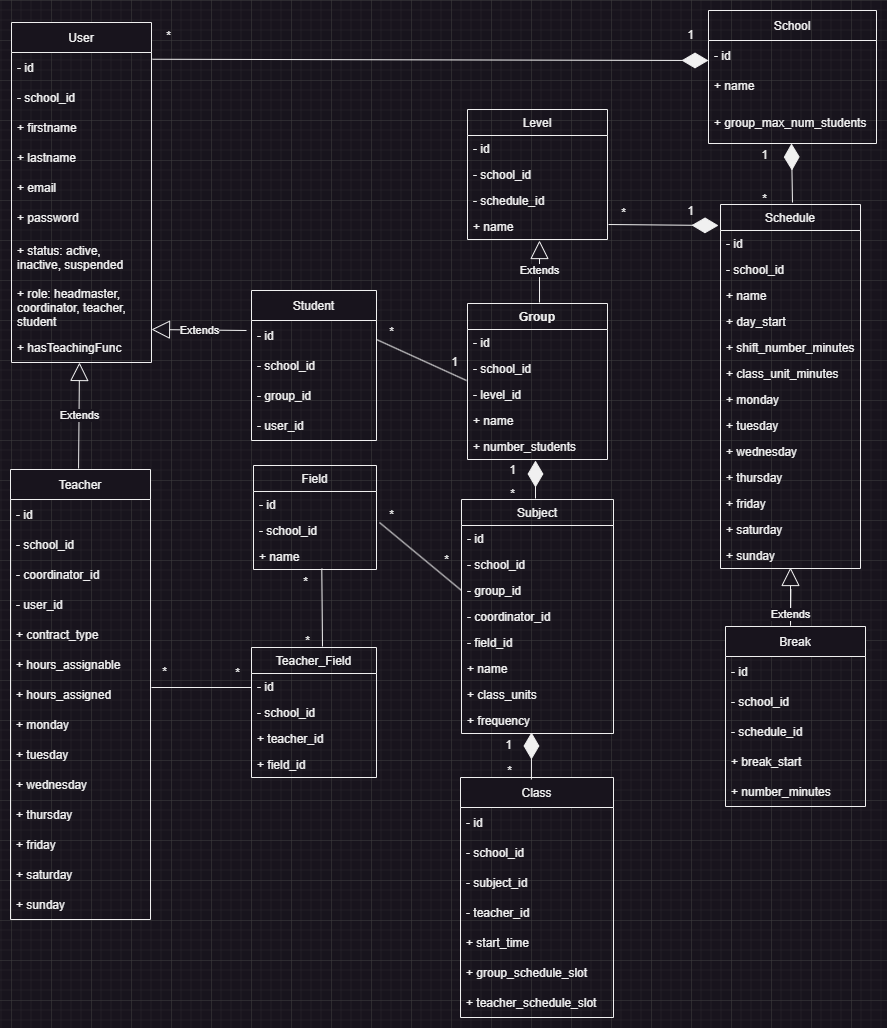 User
- id
- school_id
+ firstname
+ lastname
+ email
+ password
+ status: active,
inactive, suspended
+ role: headmaster,
coordinator, teacher,
student
+ hasTeachingFunc
*
1
School
- id
+ name
+ group_max_num_students
1
*
Level
- id
- school_id
- schedule_id
+ name
*
1
Schedule
- id
- school_id
+ name
+ day_start
+ shift_number_minutes
+ class_unit_minutes
+ monday
+ tuesday
+ wednesday
+ thursday
+ friday
+ saturday
+ sunday
Extends
Extends
Student
- id
- school_id
- group_id
- user_id
*
1
Group
- id
- school_id
- level_id
+ name
+ number_students
1
*
Extends
Teacher
- id
- school_id
- coordinator_id
- user_id
+ contract_type
+ hours_assignable
+ hours_assigned
+ monday
+ tuesday
+ wednesday
+ thursday
+ friday
+ saturday
+ sunday
Field
- id
- school_id
+ name
*
*
*
*
Subject
- id
- school_id
- group_id
- coordinator_id
- field_id
+ name
+ class_units
+ frequency
*
*
Teacher_Field
- id
- school_id
+ teacher_id
+ field_id
Extends
Break
- id
- school_id
- schedule_id
+ break_start
+ number_minutes
1
*
Class
- id
- school_id
- subject_id
- teacher_id
+ start_time
+ group_schedule_slot
+ teacher_schedule_slot